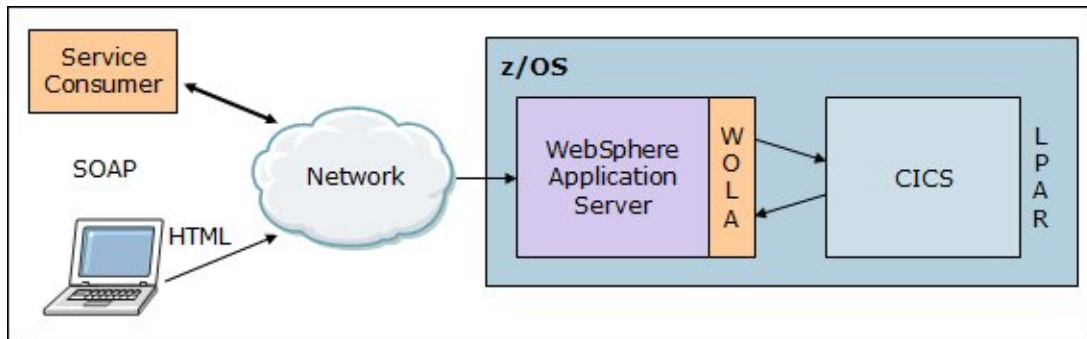 Service
Consumer
SOAP
HTML
Network
z/OS
WebSphere
Application
Server
W
O
L
A
CICS
L
P
A
R